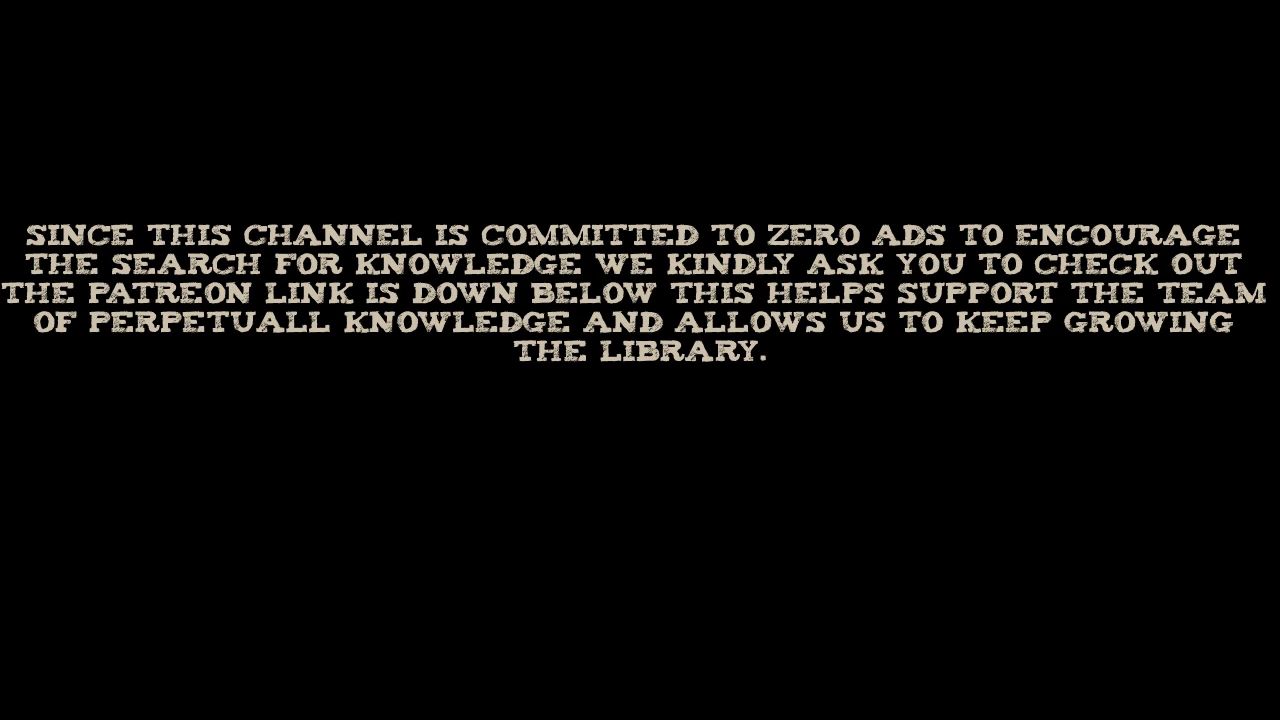 SINCE THIS CHANNEL IS COMMITTED TO ZERO ADS TO ENCOURAGE
THE SEARCH FOR KNOWLEDGE WE KINDLY ASK YOU TO CHECK OUT
THE PATREON LINK IS DOWN BELOW THIS HELPS SUPPORT THE TEAM
OF PERPETUALL KNOWLEDGE AND ALLOWS US TO KEEP GROWING
THE LIBRARY.